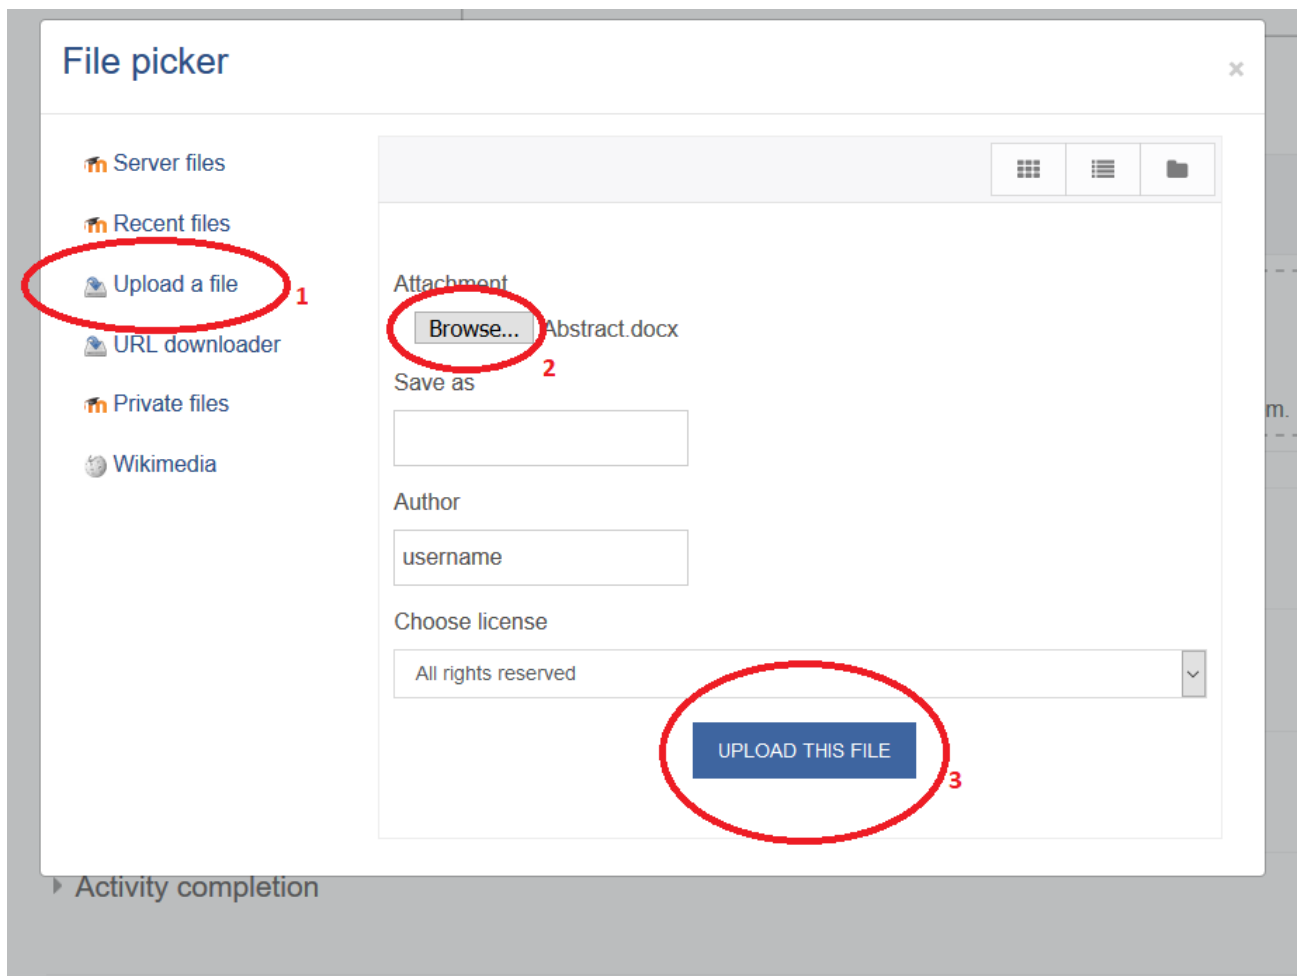 File picker
×
Server files
Recent files
Upload a file
1
URL downloader
Private files
Wikimedia
Attachment
Browse... Abstract.docx
2
Save as
Author
username
Choose license
All rights reserved
UPLOAD THIS FILE
3
m.
Activity completion